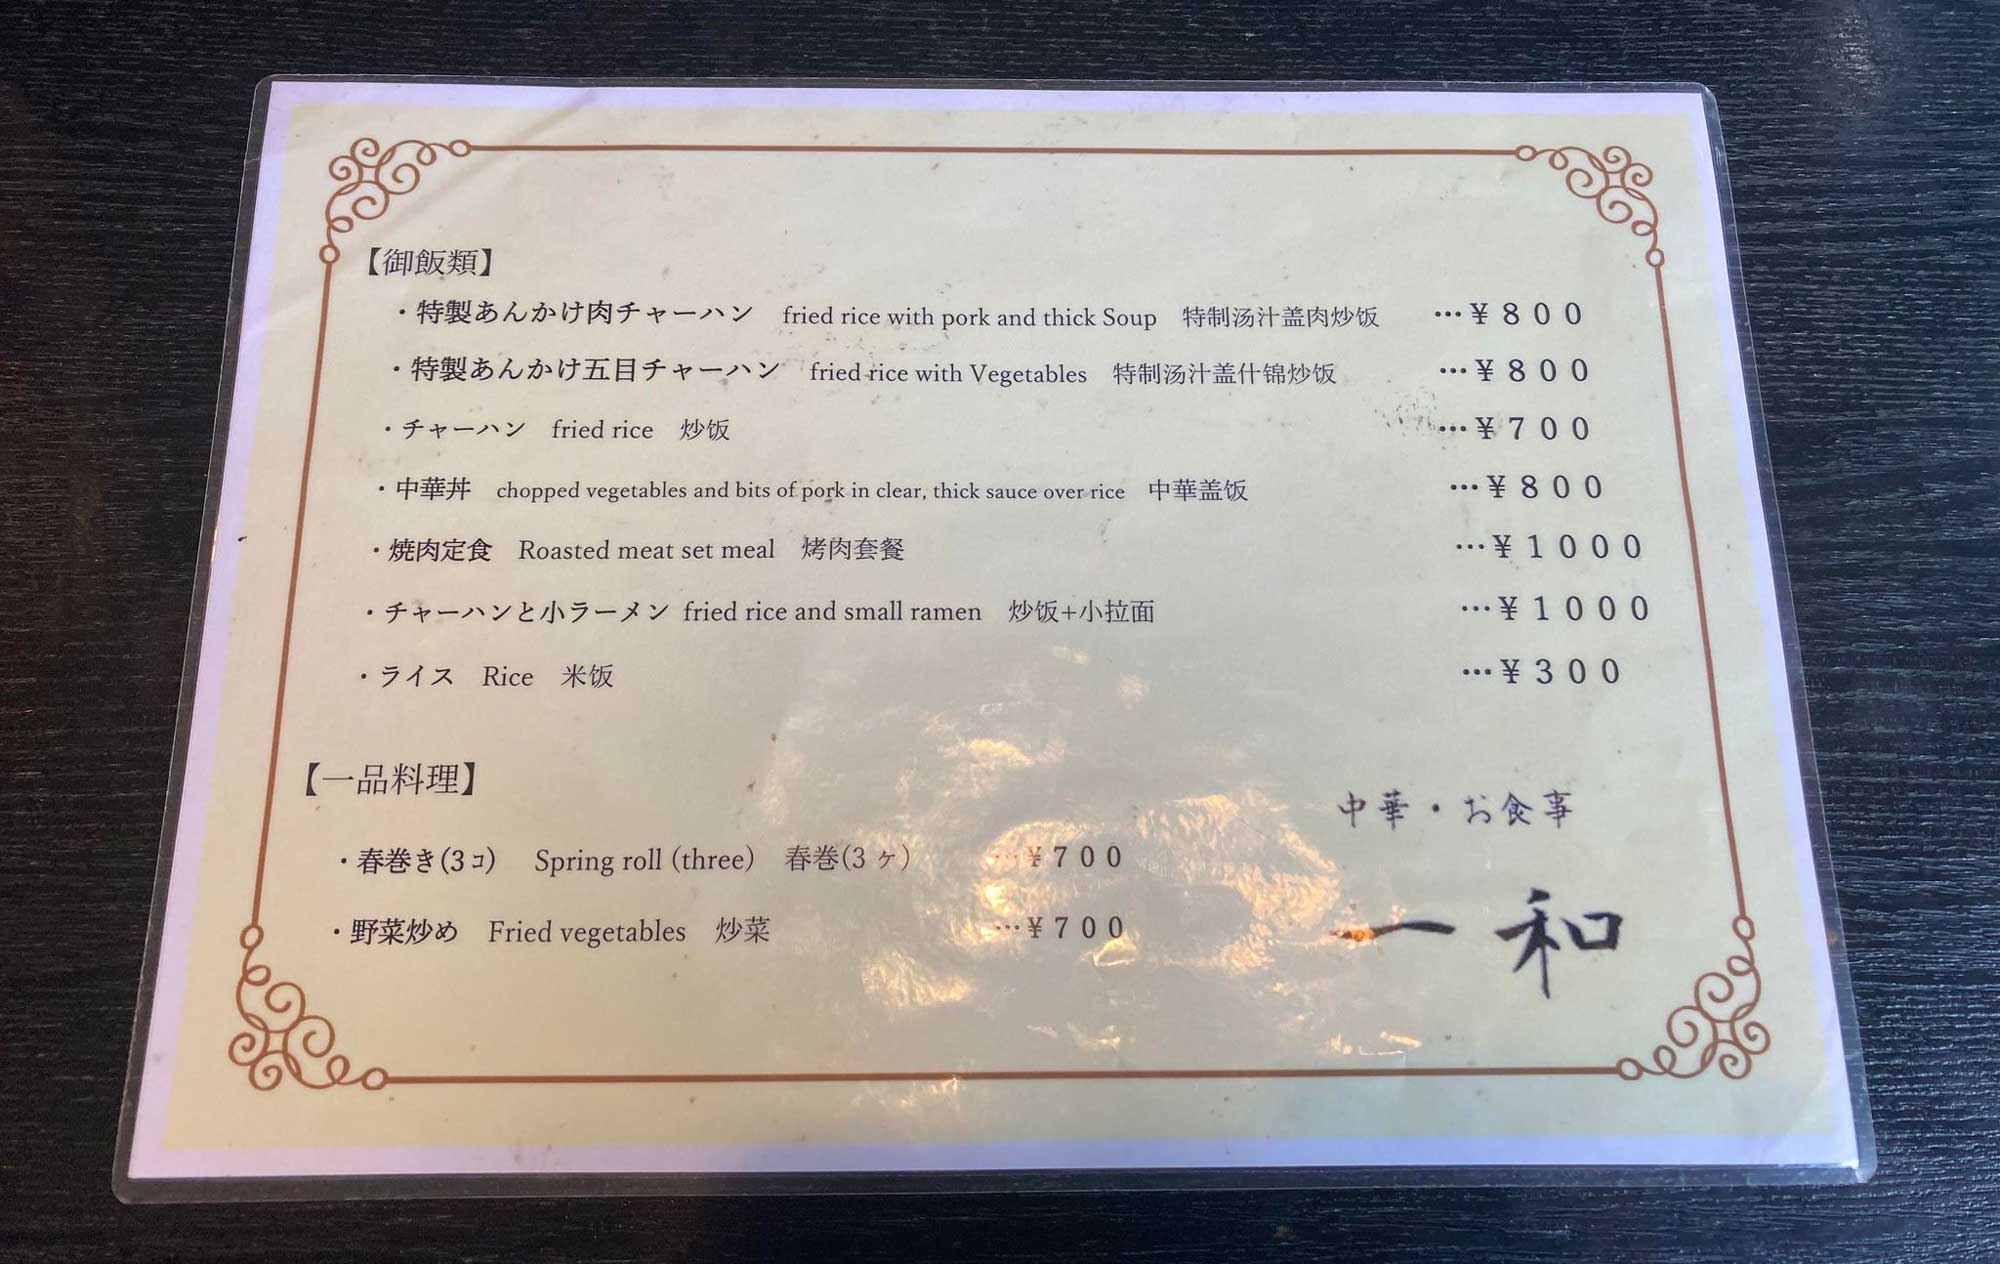 【御飯類】
・特製あんかけ肉チャーハン fried rice with pork and thick Soup 特制汤汁盖肉炒饭 …￥８００
・特製あんかけ五目チャーハン fried rice with Vegetables 特制汤汁盖什锦炒饭 …￥８００
・チャーハン fried rice 炒饭 …￥７００
・中華丼 chopped vegetables and bits of pork in clear, thick sauce over rice 中華盖饭 …￥８００
・焼肉定食 Roasted meat set meal 烤肉套餐 …￥１０００
・チャーハンと小ラーメン fried rice and small ramen 炒饭+小拉面 …￥１０００
・ライス Rice 米饭 …￥３００
【一品料理】
・春巻き(3コ) Spring roll (three) 春巻(3ヶ) …￥７００
・野菜炒め Fried vegetables 炒菜 …￥７００
中華・お食事
一和